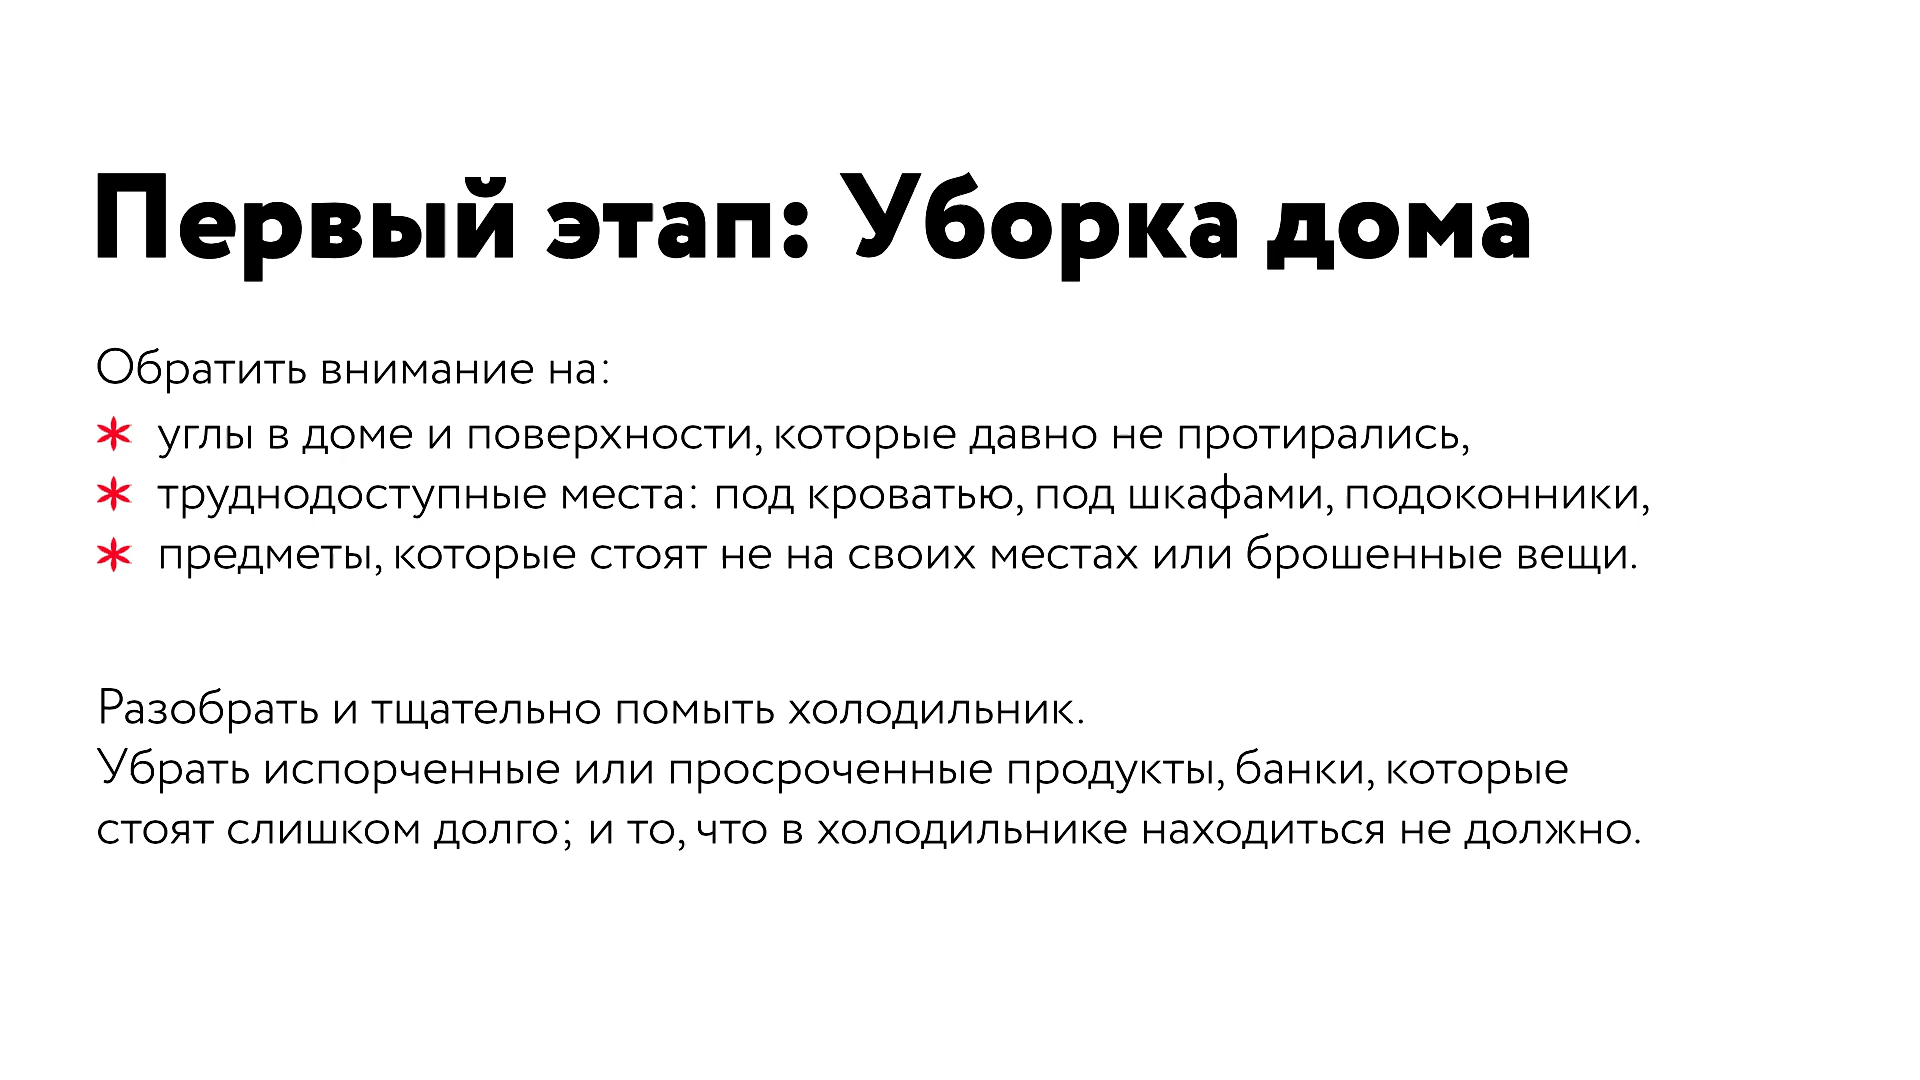 Первый этап: Уборка дома
Обратить внимание на:
* углы в доме и поверхности, которые давно не протирались,
* труднодоступные места: под кроватью, под шкафами, подоконники,
* предметы, которые стоят не на своих местах или брошенные вещи.
Разобрать и тщательно помыть холодильник.
Убрать испорченные или просроченные продукты, банки, которые
стоят слишком долго; и то, что в холодильнике находиться не должно.